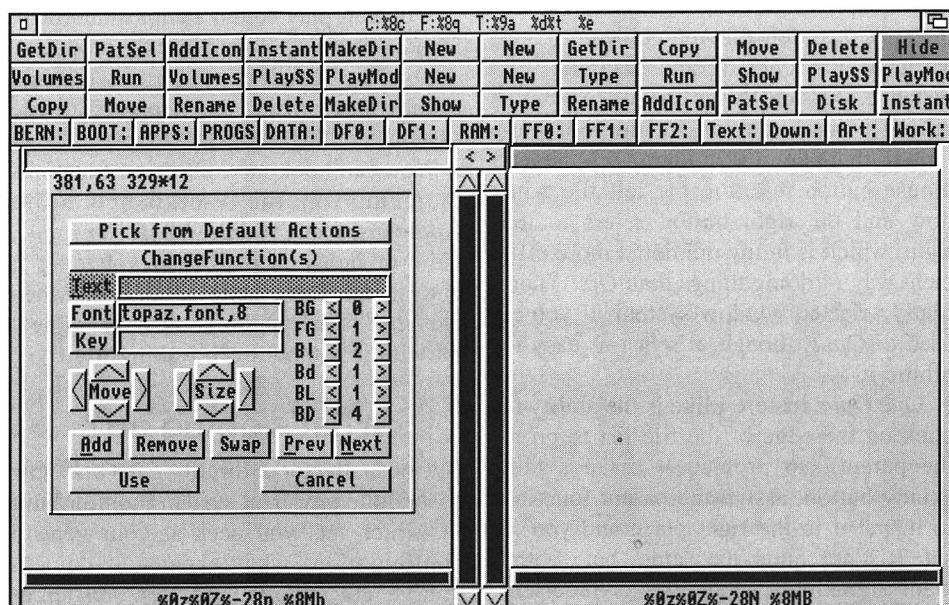 C:%8c F:%8q T:%9a %d%t %e
GetDir PatSel AddIcon Instant MakeDir New New GetDir Copy Move Delete Hide
Volumes Run Volumes PlaySS PlayMod New New Type Run Show PlaySS PlayMod
Copy Move Rename Delete MakeDir Show Type Rename AddIcon PatSel Disk Instant
BERN: BOOT: APPS: PROGS DATA: DF0: DF1: RAM: FF0: FF1: FF2: Text: Down: Art: Work:
< >
381,63 329*12
Pick from Default Actions
ChangeFunction(s)
Text
Font topaz.font,8 BG < 0 >
FG < 1 >
Key Bt < 2 >
Bd < 1 >
Move Size BL < 1 >
BD < 4 >
Add Remove Swap Prev Next
Use Cancel
%0z%0Z%-28n %8Mb %0z%0Z%-28N %8MB